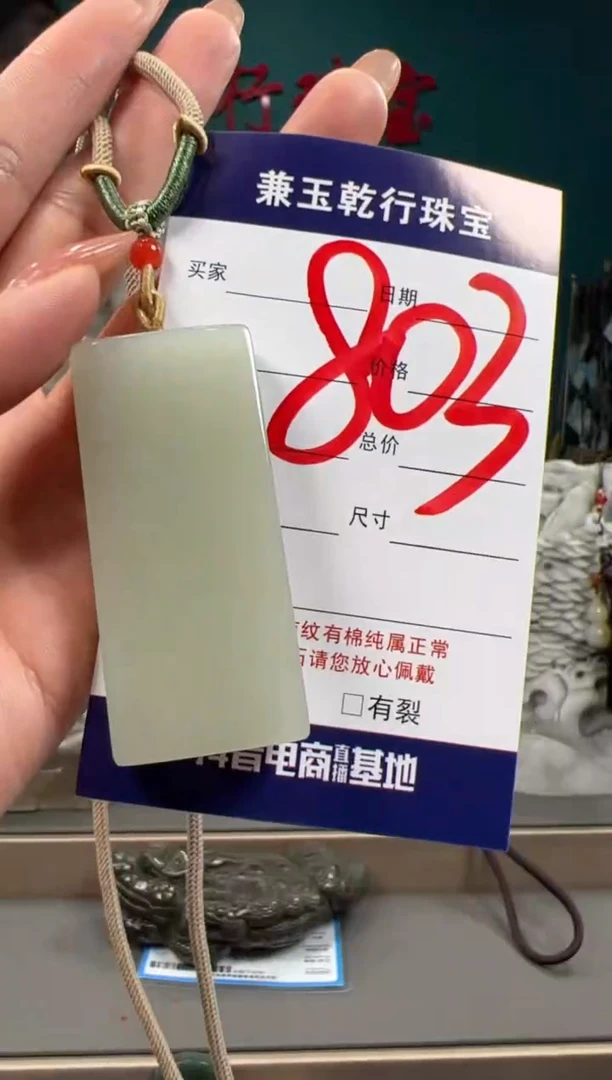 兼玉乾行珠宝
买家
日期
803
价格
总价
尺寸
纹有棉纯属正常
请您放心佩戴
□有裂
音电商直播基地